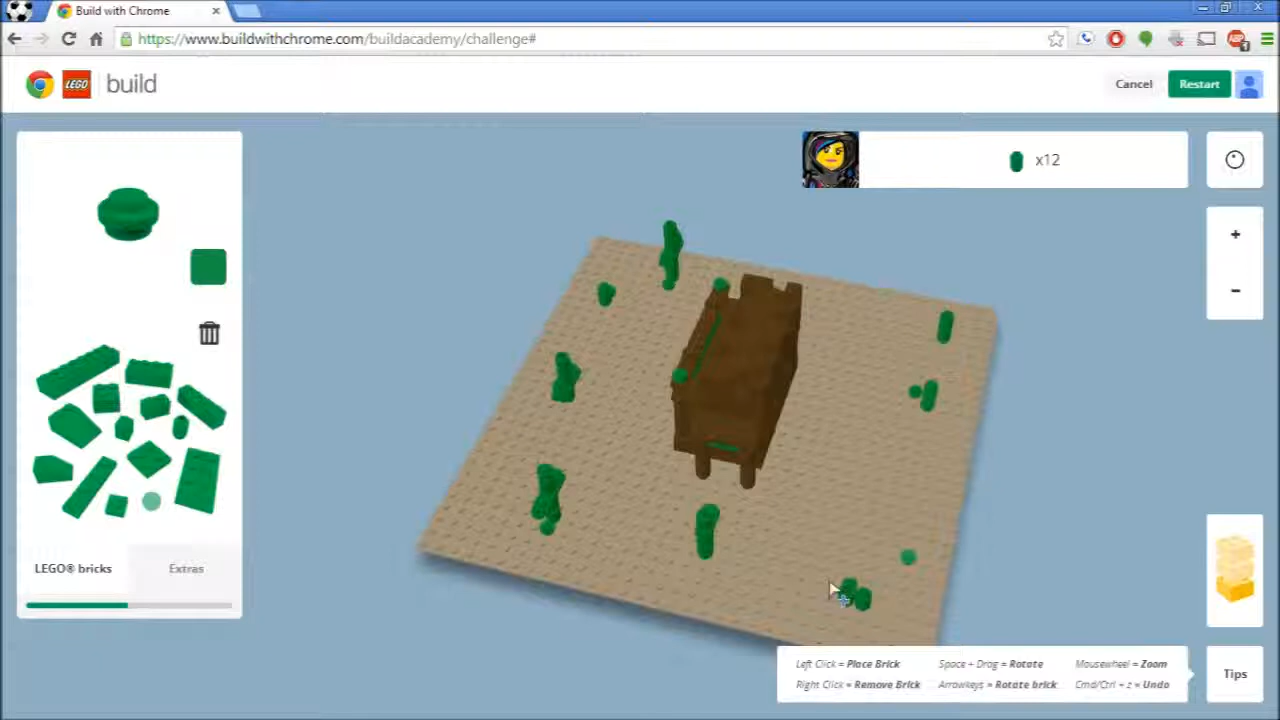 Build with Chrome
https://www.buildwithchrome.com/buildacademy/challenge#
LEGO build
Cancel
Restart
x12
+
-
LEGO® bricks
Extras
Left Click = Place Brick
Space + Drag = Rotate
Mousewheel = Zoom
Right Click = Remove Brick
Arrowkeys = Rotate brick
Cmd/Ctrl + z = Undo
Tips